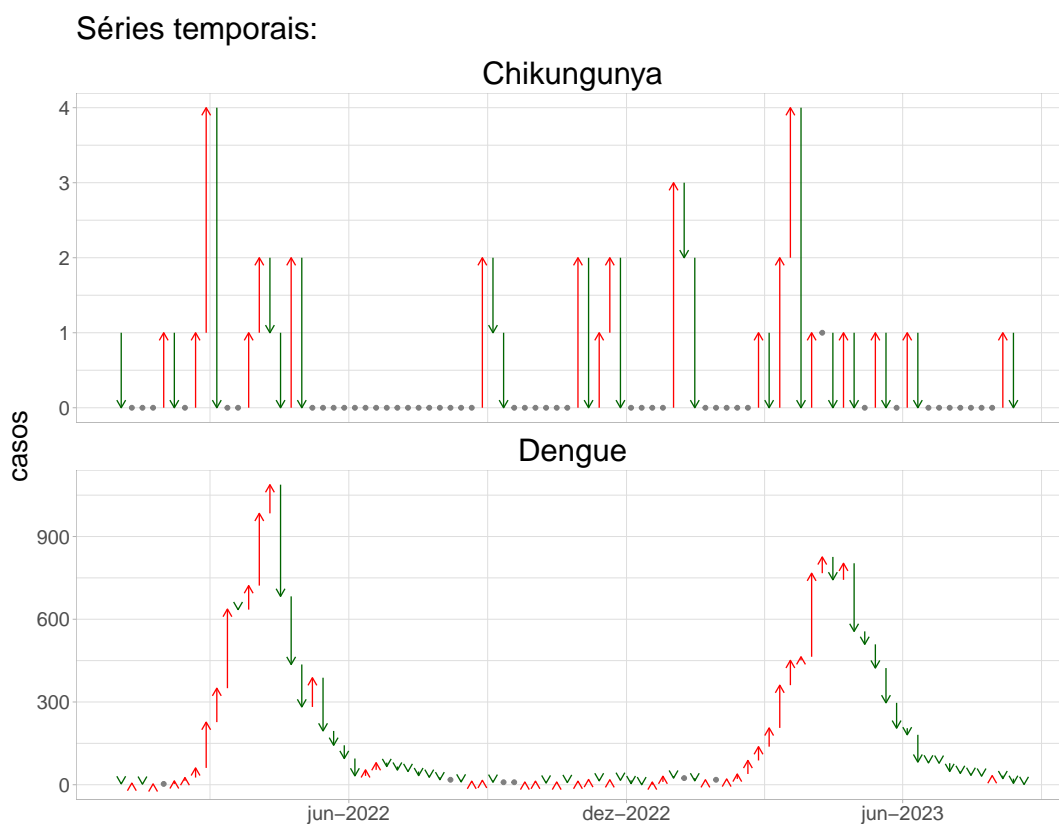 Séries temporais:
Chikungunya
4
3
2
1
0
casos
Dengue
900
600
300
0
jun−2022
dez−2022
jun−2023